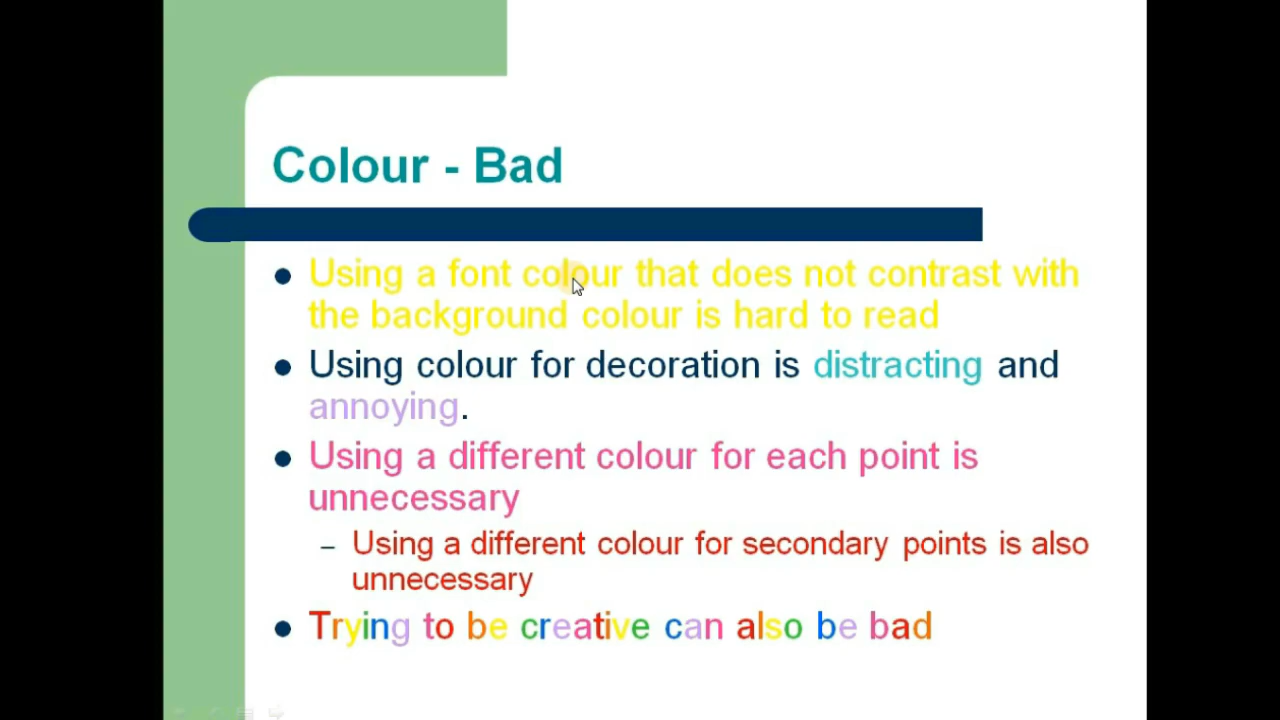 Colour - Bad
Using a font colour that does not contrast with
the background colour is hard to read
Using colour for decoration is distracting and
annoying.
Using a different colour for each point is
unnecessary
– Using a different colour for secondary points is also
unnecessary
Trying to be creative can also be bad